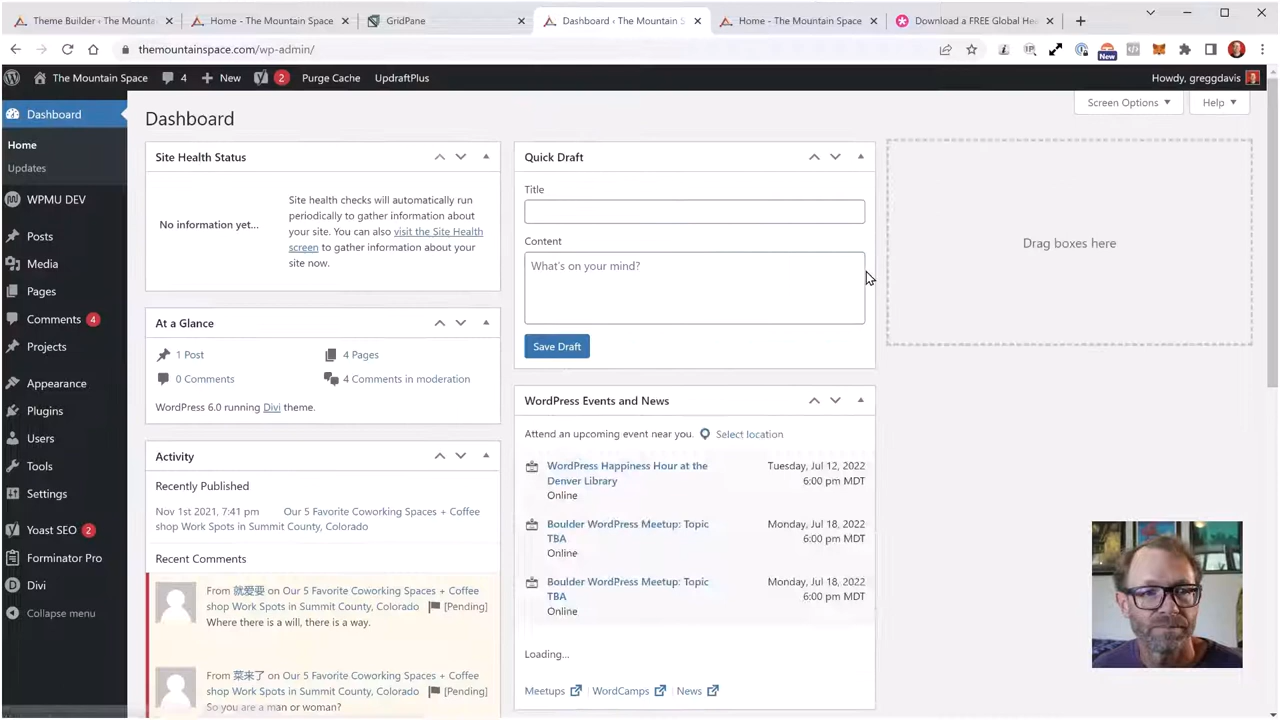 Theme Builder ‹ The Mounta
Home - The Mountain Space
GridPane
Dashboard ‹ The Mountain S
Home - The Mountain Space
Download a FREE Global He
themountainspace.com/wp-admin/
New
The Mountain Space
4
New
2
Purge Cache
UpdraftPlus
Howdy, greggdavis
Dashboard
Home
Updates
WPMU DEV
Posts
Media
Pages
Comments 4
Projects
Appearance
Plugins
Users
Tools
Settings
Yoast SEO 2
Forminator Pro
Divi
Collapse menu
Dashboard
Screen Options
Help
Site Health Status
No information yet...
Site health checks will automatically run
periodically to gather information about
your site. You can also visit the Site Health
screen to gather information about your
site now.
At a Glance
1 Post
4 Pages
0 Comments
4 Comments in moderation
WordPress 6.0 running Divi theme.
Activity
Recently Published
Nov 1st 2021, 7:41 pm
Our 5 Favorite Coworking Spaces + Coffee
shop Work Spots in Summit County, Colorado
Recent Comments
From 就爱要 on Our 5 Favorite Coworking Spaces + Coffee
shop Work Spots in Summit County, Colorado [Pending]
Where there is a will, there is a way.
From 菜来了 on Our 5 Favorite Coworking Spaces + Coffee
shop Work Spots in Summit County, Colorado [Pending]
So you are a man or woman?
Quick Draft
Title
Content
What's on your mind?
Save Draft
WordPress Events and News
Attend an upcoming event near you.
Select location
WordPress Happiness Hour at the
Denver Library
Online
Tuesday, Jul 12, 2022
6:00 pm MDT
Boulder WordPress Meetup: Topic
TBA
Online
Monday, Jul 18, 2022
6:00 pm MDT
Boulder WordPress Meetup: Topic
TBA
Online
Monday, Jul 18, 2022
6:00 pm MDT
Loading...
Meetups
WordCamps
News
Drag boxes here